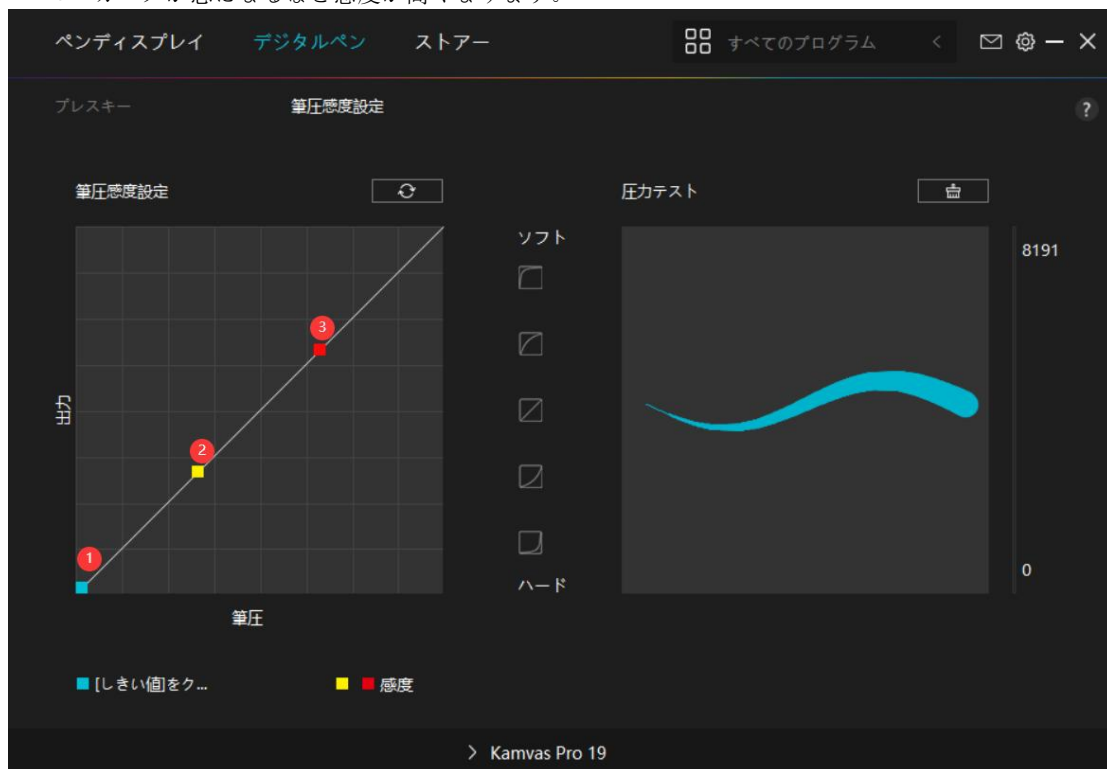 ペンディスプレイ デジタルペン ストアー すべてのプログラム
プレスキー 筆圧感度設定 ?
筆圧感度設定 圧力テスト
ソフト
8191
3
出力
2
1
0
ハード
筆圧
[しきい値]をク... 感度
Kamvas Pro 19